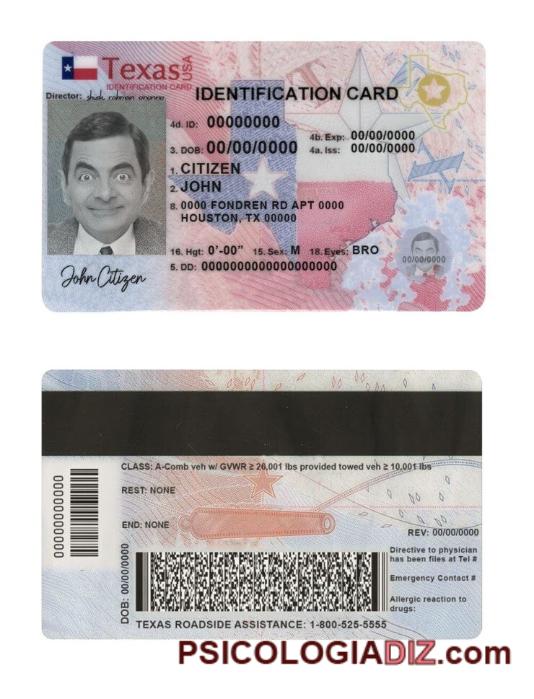 Texas USA
IDENTIFICATION CARD
Director:
IDENTIFICATION CARD
4d. ID: 00000000
4b. Exp: 00/00/0000
3. DOB: 00/00/0000
4a. Iss: 00/00/0000
1. CITIZEN
2. JOHN
8. 0000 FONDREN RD APT 0000
HOUSTON, TX 00000
16. Hgt: 0'-00" 15. Sex: M 18. Eyes: BRO
5. DD: 00000000000000000000
00/00/0000
John Citizen
CLASS: A-Comb veh w/ GVWR ≥ 26,001 lbs provided towed veh ≥ 10,001 lbs
00000000000
REST: NONE
END: NONE
REV: 00/00/0000
DOB: 00/00/0000
Directive to physician
has been files at Tel #
Emergency Contact #
Allergic reaction to
drugs:
TEXAS ROADSIDE ASSISTANCE: 1-800-525-5555
PSICOLOGIADIZ.com